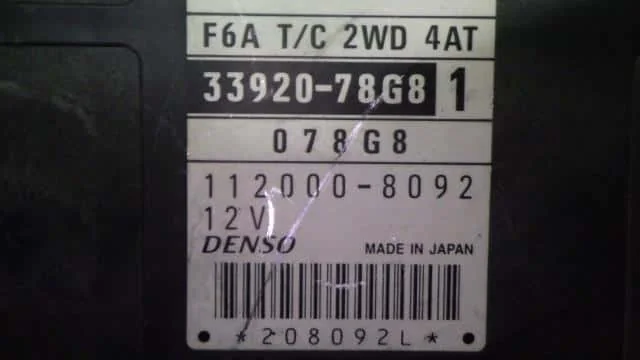 F6A T/C 2WD 4AT
33920-78G8 1
078G8
112000-8092
12V
DENSO MADE IN JAPAN
*208092L*